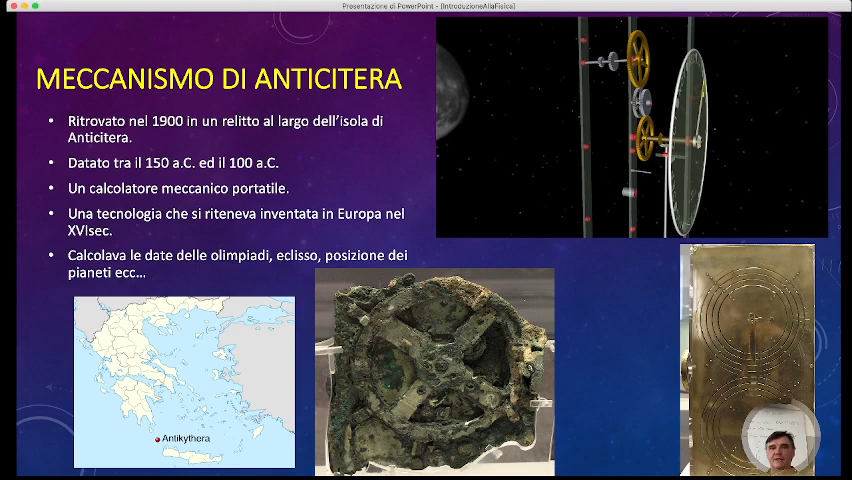 Presentazione di PowerPoint - [IntroduzioneAllaFisica]
MECCANISMO DI ANTICITERA
• Ritrovato nel 1900 in un relitto al largo dell'isola di
Anticitera.
• Datato tra il 150 a.C. ed il 100 a.C.
• Un calcolatore meccanico portatile.
• Una tecnologia che si riteneva inventata in Europa nel
XVIsec.
• Calcolava le date delle olimpiadi, eclisso, posizione dei
pianeti ecc...
Antikythera